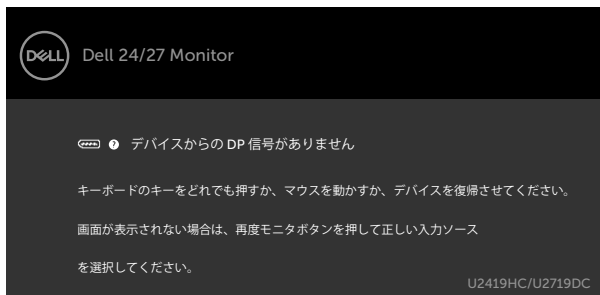 DELL
Dell 24/27 Monitor
デバイスからの DP 信号がありません
キーボードのキーをどれでも押すか、マウスを動かすか、デバイスを復帰させてください。
画面が表示されない場合は、再度モニタボタンを押して正しい入力ソース
を選択してください。
U2419HC/U2719DC